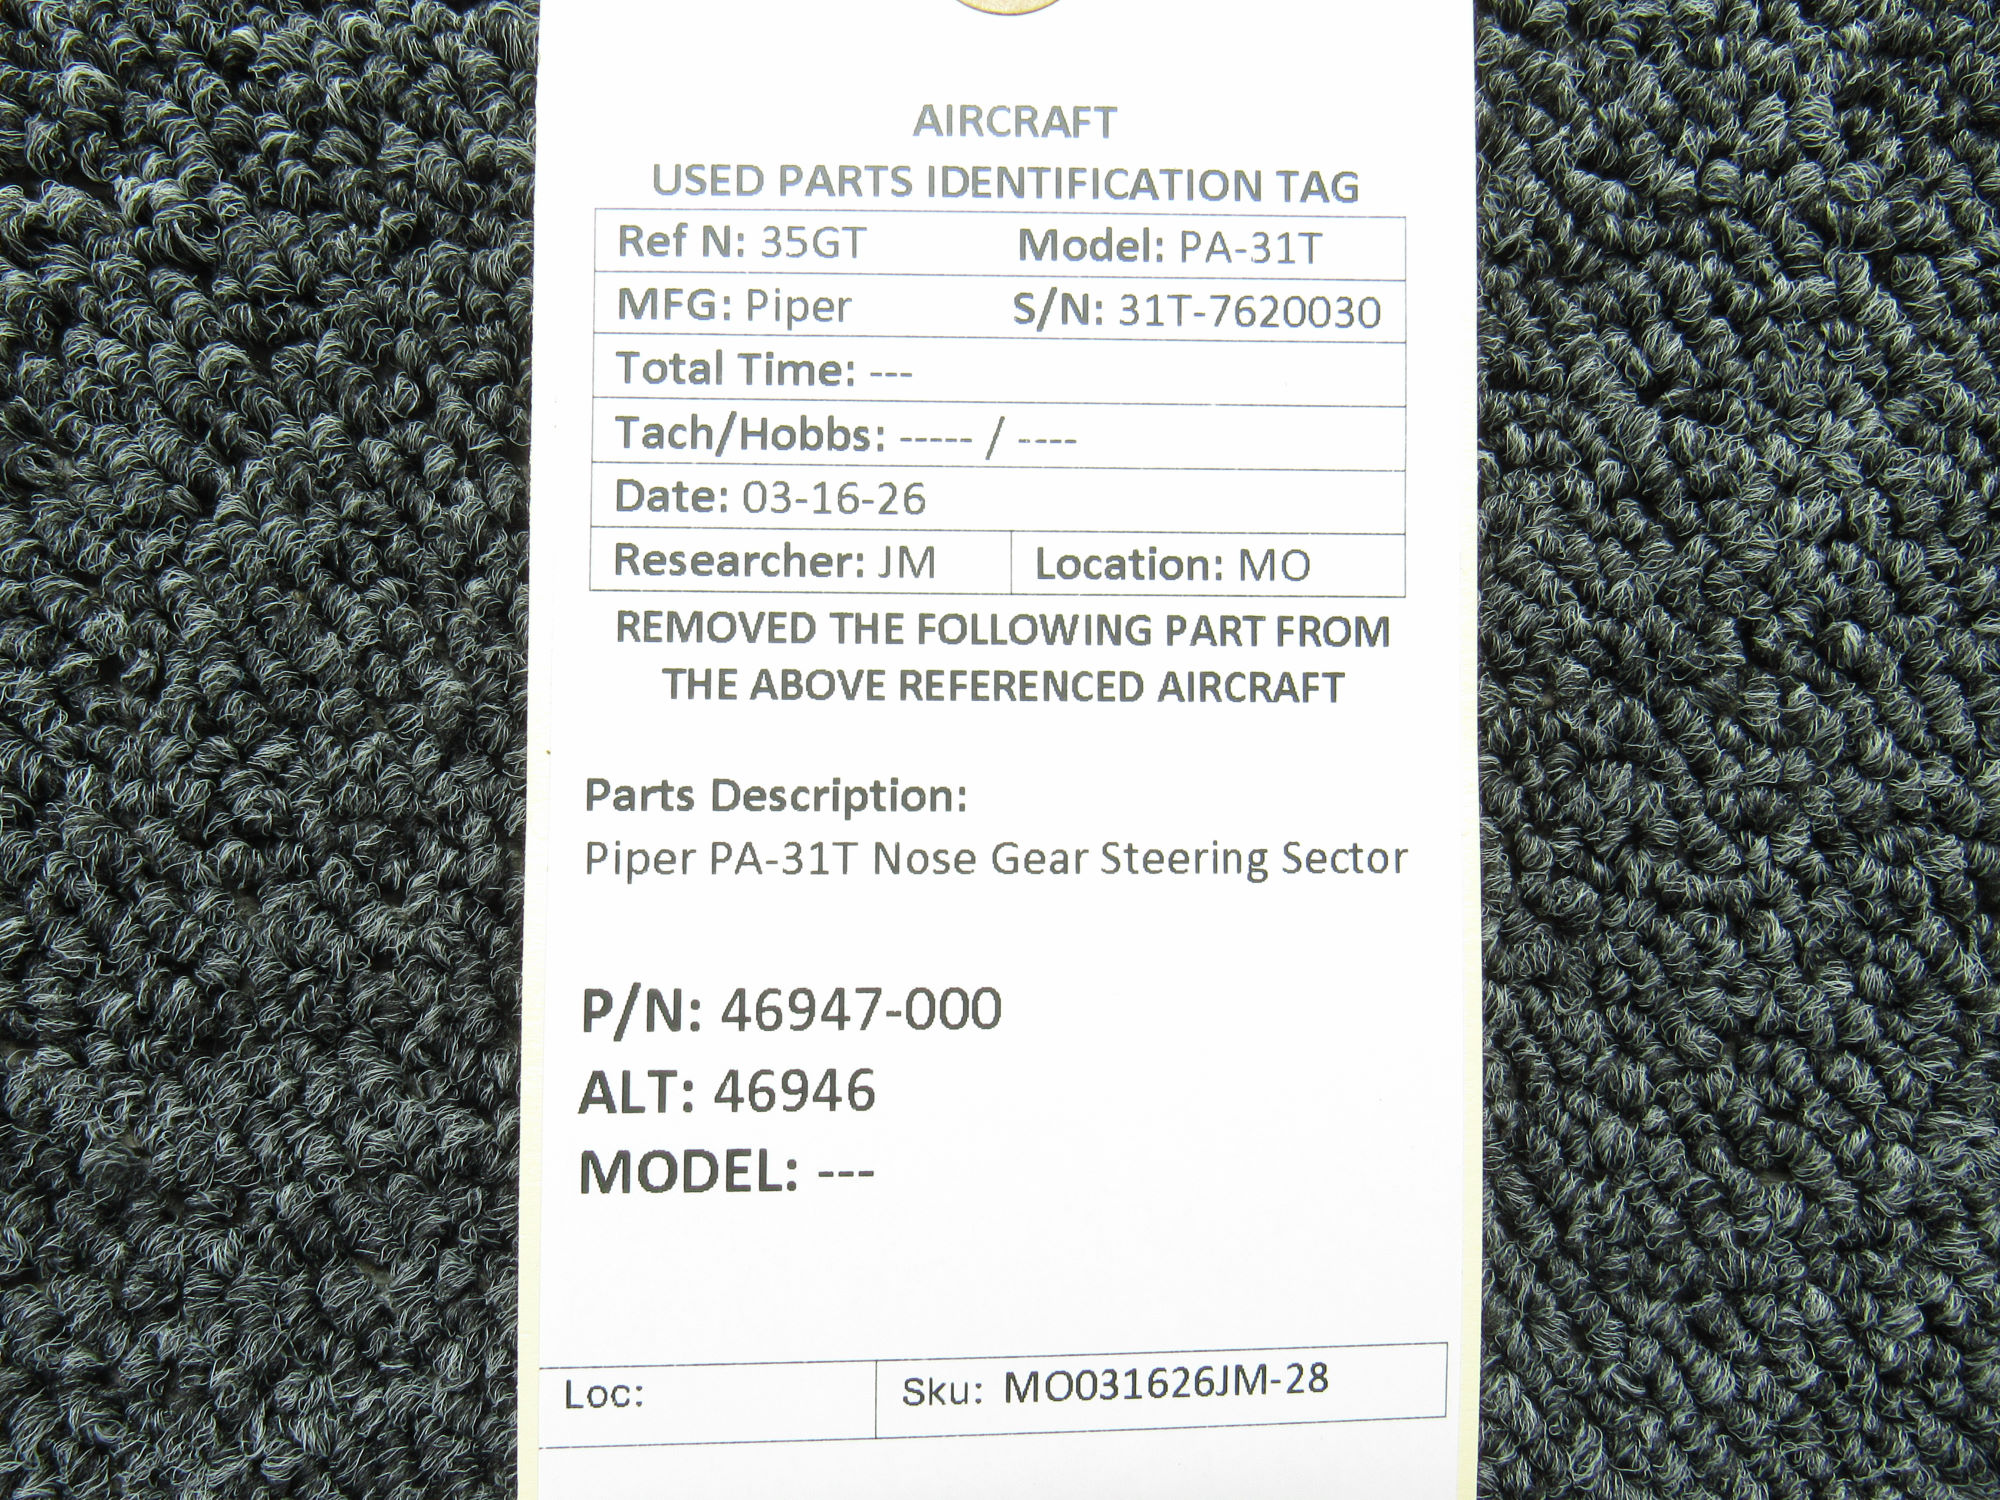 AIRCRAFT
USED PARTS IDENTIFICATION TAG
Ref N: 35GT Model: PA-31T
MFG: Piper S/N: 31T-7620030
Total Time: ---
Tach/Hobbs: ----- / ----
Date: 03-16-26
Researcher: JM Location: MO
REMOVED THE FOLLOWING PART FROM
THE ABOVE REFERENCED AIRCRAFT
Parts Description:
Piper PA-31T Nose Gear Steering Sector
P/N: 46947-000
ALT: 46946
MODEL: ---
Loc: Sku: MO031626JM-28